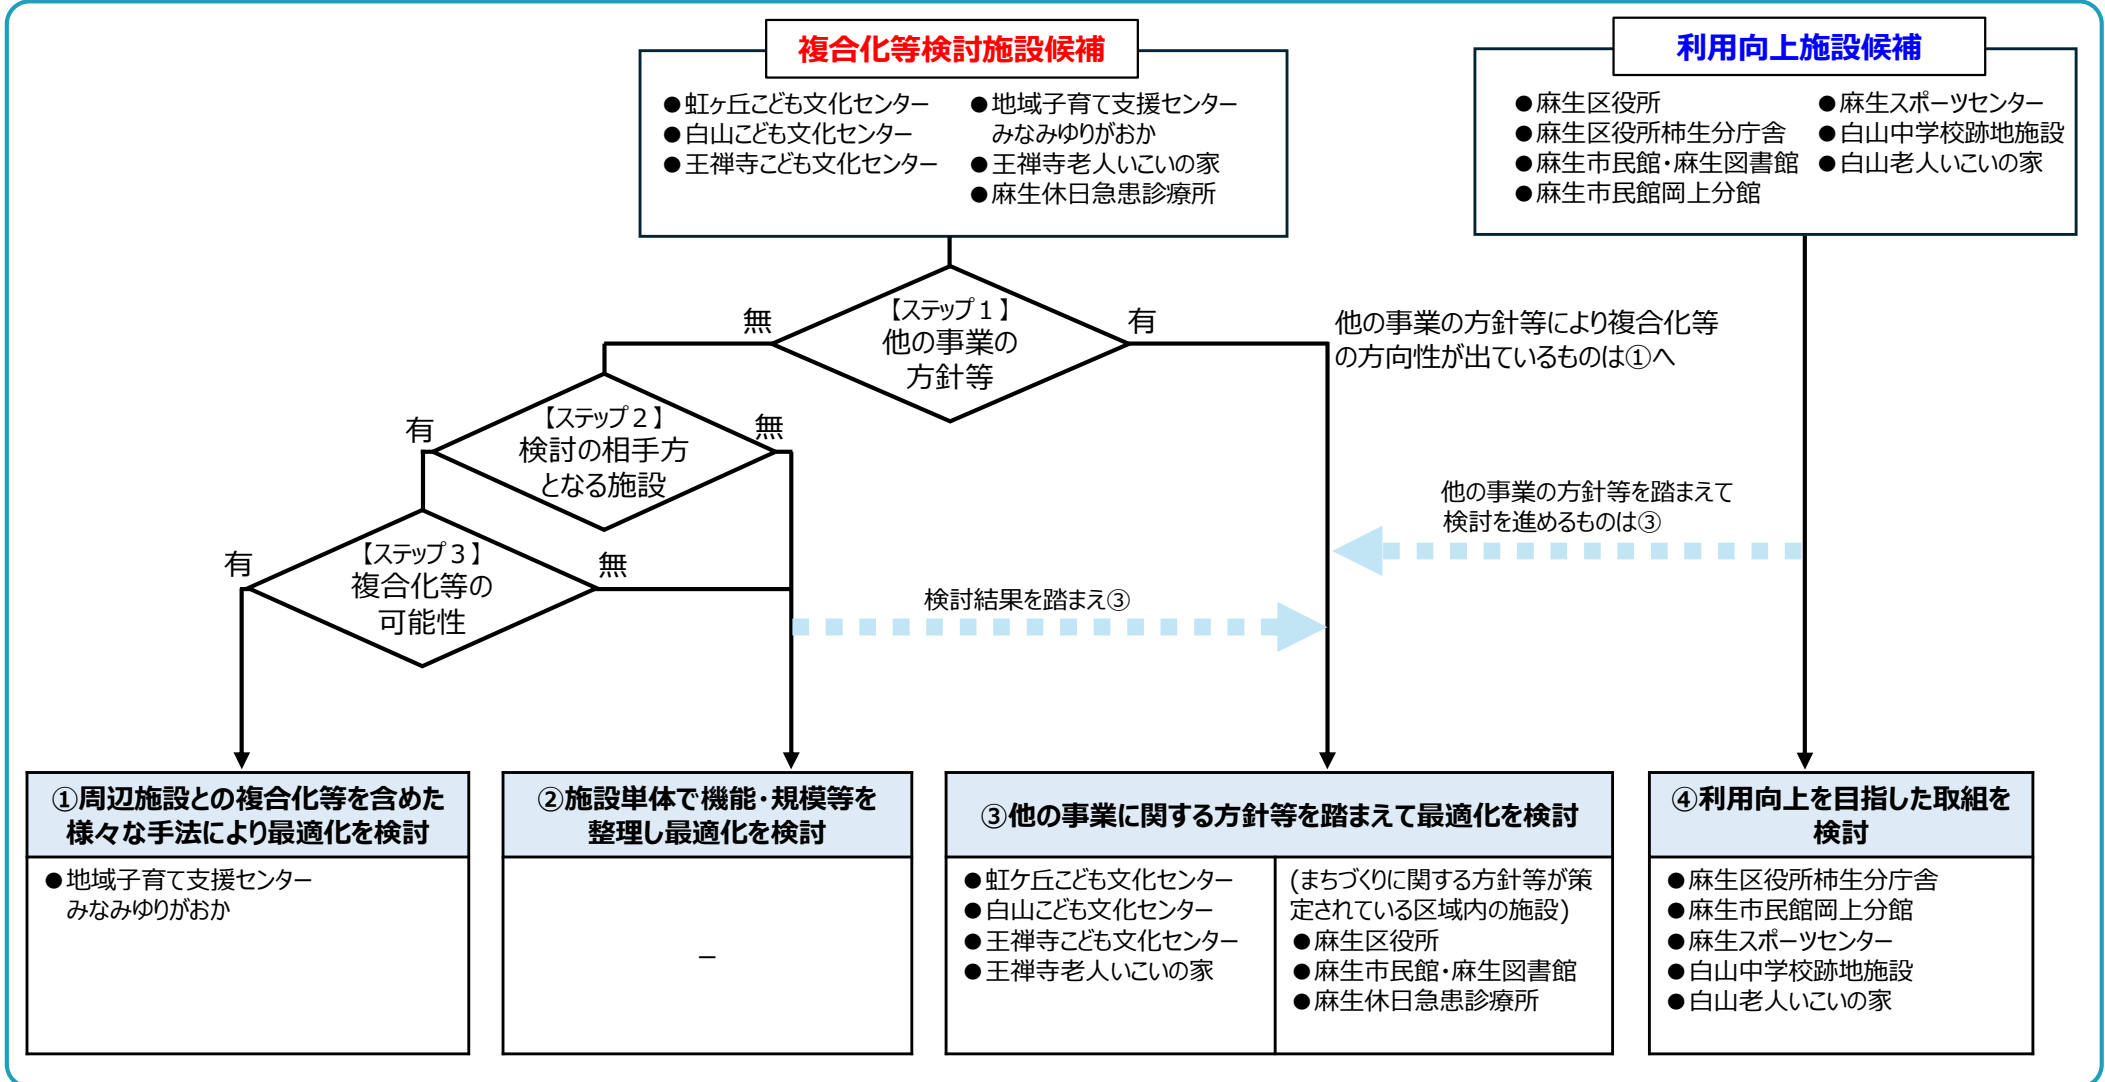 複合化等検討施設候補
●虹ヶ丘こども文化センター
●白山こども文化センター
●王禅寺こども文化センター
●地域子育て支援センター
みなみゆりがおか
●王禅寺老人いこいの家
●麻生休日急患診療所
利用向上施設候補
●麻生区役所
●麻生区役所柿生分庁舎
●麻生市民館・麻生図書館
●麻生市民館岡上分館
●麻生スポーツセンター
●白山中学校跡地施設
●白山老人いこいの家
【ステップ１】
他の事業の
方針等
無
有
他の事業の方針等により複合化等
の方向性が出ているものは①へ
【ステップ２】
検討の相手方
となる施設
有
無
【ステップ３】
複合化等の
可能性
有
無
他の事業の方針等を踏まえて
検討を進めるものは③
検討結果を踏まえ③
①周辺施設との複合化等を含めた
様々な手法により最適化を検討
●地域子育て支援センター
みなみゆりがおか
②施設単体で機能・規模等を
整理し最適化を検討
－
③他の事業に関する方針等を踏まえて最適化を検討
●虹ケ丘こども文化センター
●白山こども文化センター
●王禅寺こども文化センター
●王禅寺老人いこいの家
(まちづくりに関する方針等が策
定されている区域内の施設)
●麻生区役所
●麻生市民館・麻生図書館
●麻生休日急患診療所
④利用向上を目指した取組を
検討
●麻生区役所柿生分庁舎
●麻生市民館岡上分館
●麻生スポーツセンター
●白山中学校跡地施設
●白山老人いこいの家